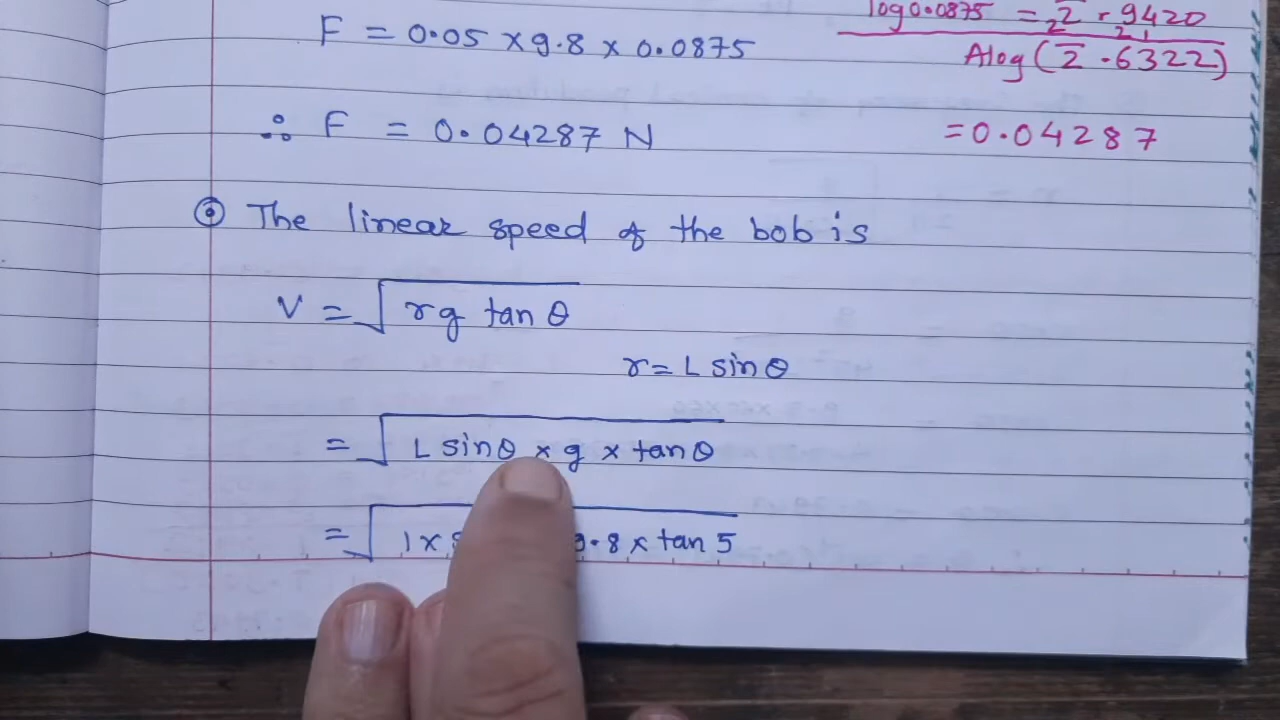 log 0.0875 = 2̅.9420
F = 0.05 × 9.8 × 0.0875
Alog (2̅.6322)
∴ F = 0.04287 N
= 0.04287
The linear speed of the bob is
V = √(rg tan θ)
r = L sin θ
= √(L sin θ × g × tan θ)
= √(1 × 9.8 × tan 5)